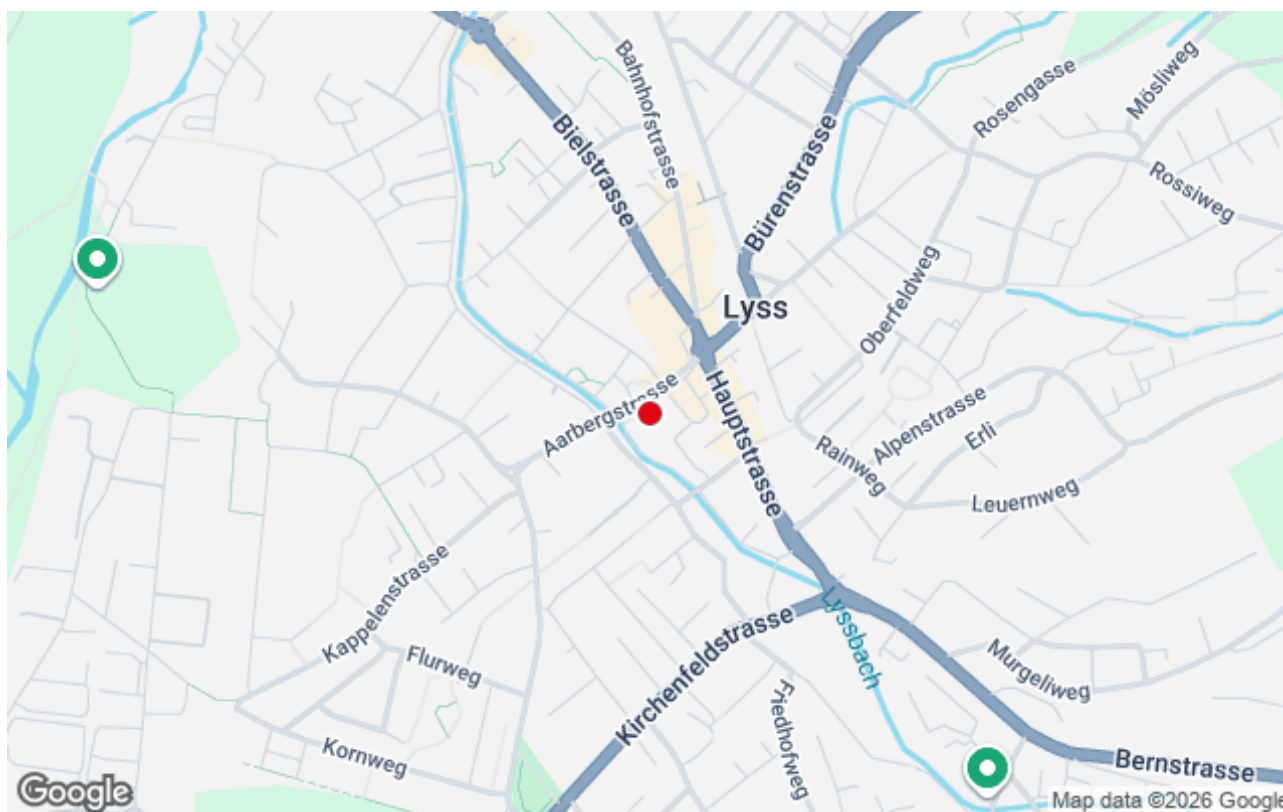 Bahnhofstrasse
Bielstrasse
Bürenstrasse
Rosengasse
Mösliweg
Rossiweg
Lyss
Oberfeldweg
Aarbergstrasse
Hauptstrasse
Alpenstrasse
Erli
Rainweg
Leuernweg
Kappelenstrasse
Flurweg
Kirchenfeldstrasse
Lyssbach
Murgeliweg
Friedhofweg
Kornweg
Bernstrasse
Google
Map data ©2026 Google